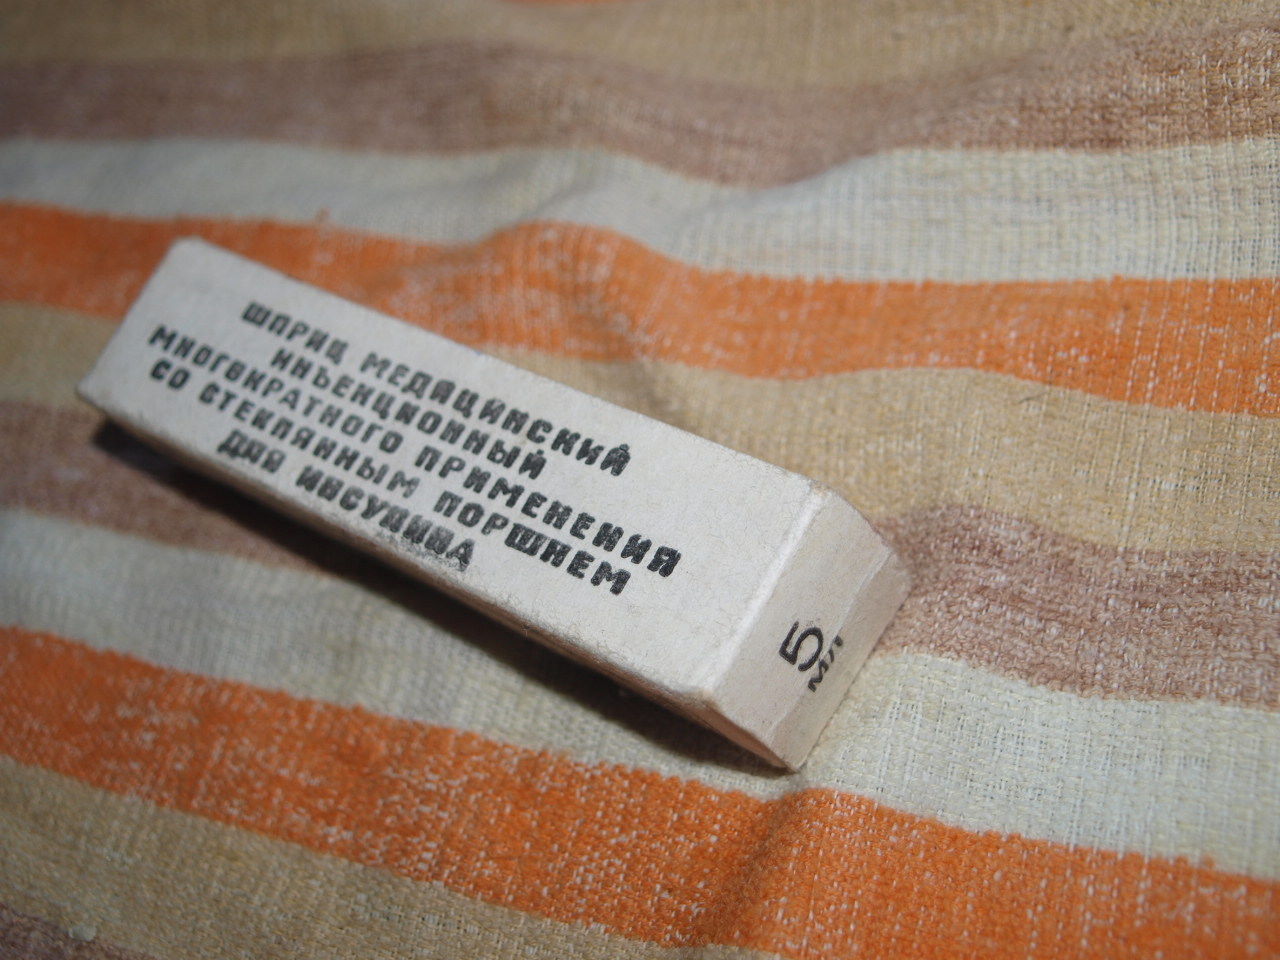 ШПРИЦ МЕДИЦИНСКИЙ
ИНЪЕКЦИОННЫЙ
МНОГОКРАТНОГО ПРИМЕНЕНИЯ
СО СТЕКЛЯННЫМ ПОРШНЕМ
ДЛЯ ИНСУЛИНА
5
МЛ